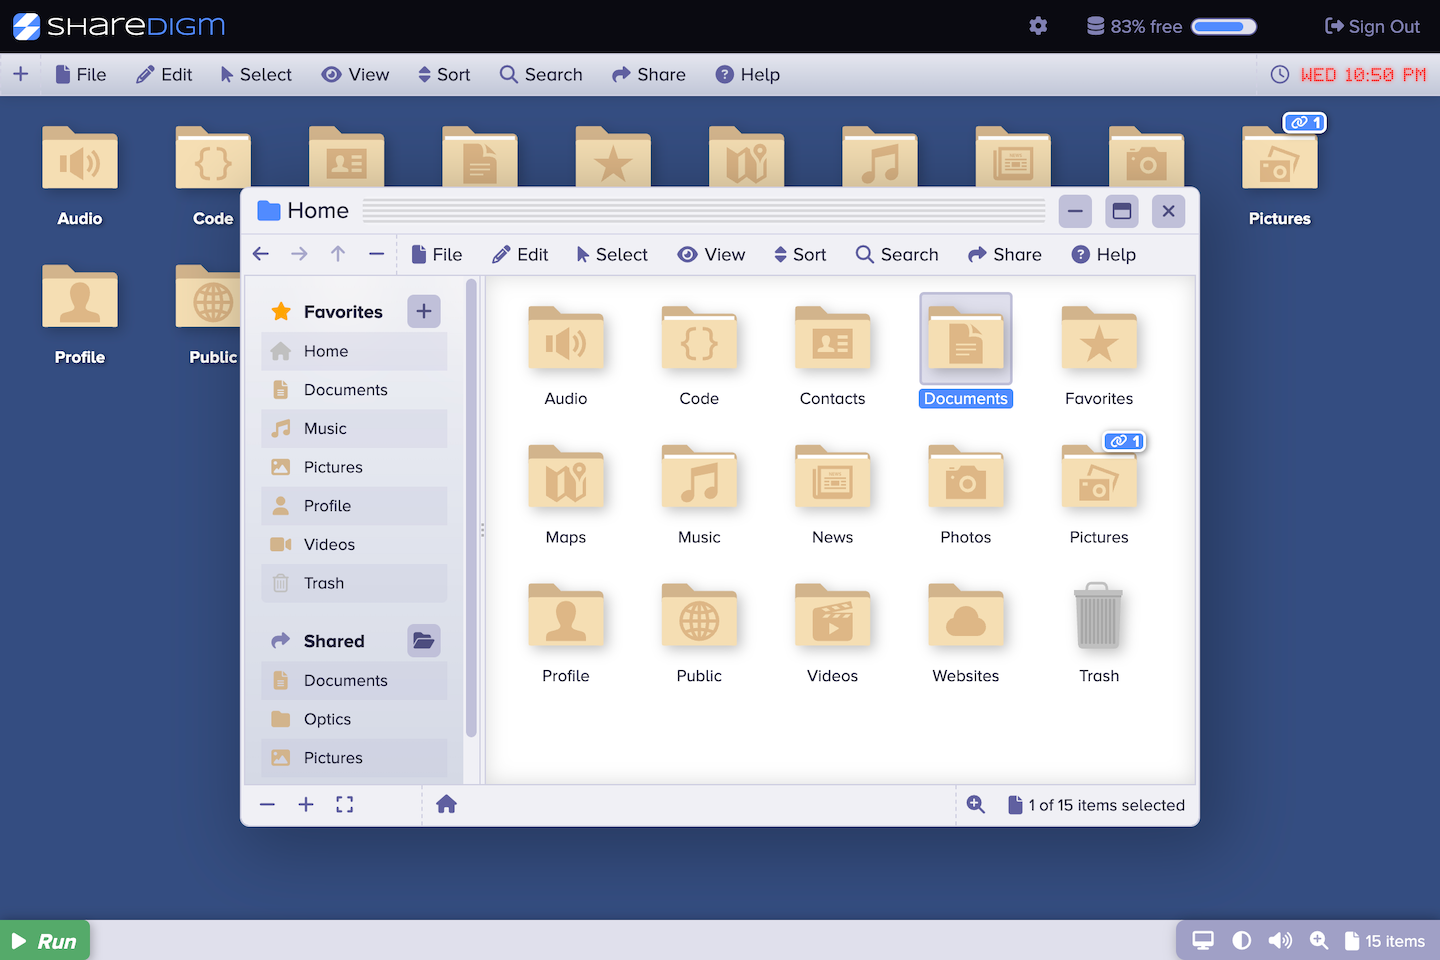 SHAREDIGM
83% free
Sign Out
File Edit Select View Sort Search Share Help
WED 10:50 PM
1
Audio Code Pictures
Profile Public
Home
File Edit Select View Sort Search Share Help
Favorites
Home
Documents
Music
Pictures
Profile
Videos
Trash
Shared
Documents
Optics
Pictures
Audio Code Contacts Documents Favorites
1
Maps Music News Photos Pictures
Profile Public Videos Websites Trash
1 of 15 items selected
Run
15 items